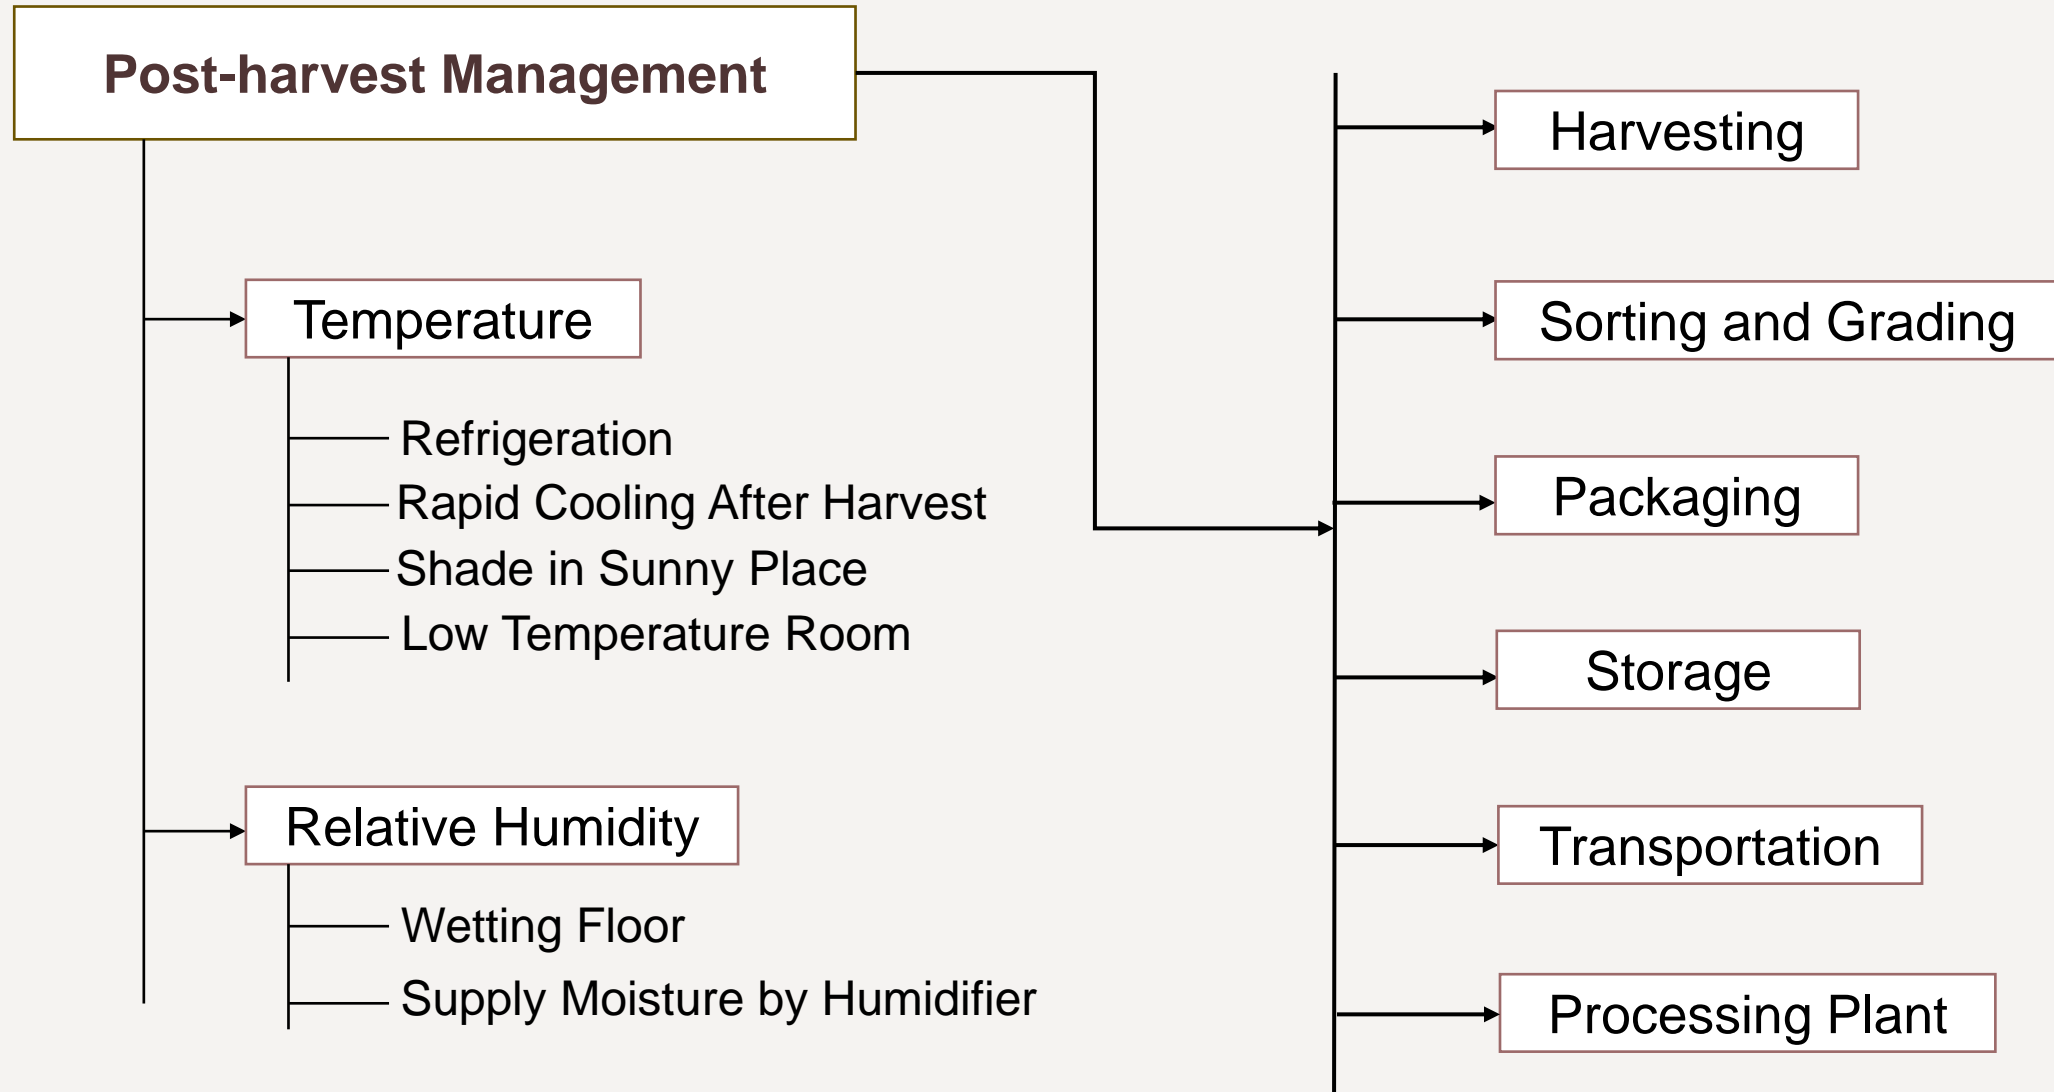 Post-harvest Management
Temperature
Refrigeration
Rapid Cooling After Harvest
Shade in Sunny Place
Low Temperature Room
Relative Humidity
Wetting Floor
Supply Moisture by Humidifier
Harvesting
Sorting and Grading
Packaging
Storage
Transportation
Processing Plant